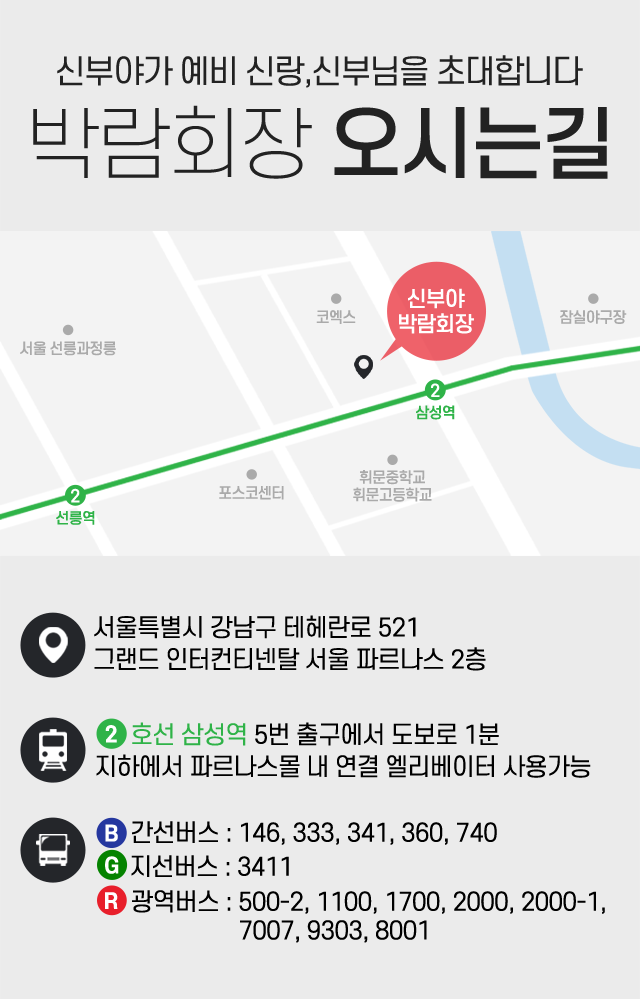 신부야가 예비 신랑,신부님을 초대합니다
박람회장 오시는길
신부야
박람회장
코엑스
잠실야구장
서울 선릉과정릉
2
삼성역
휘문중학교
휘문고등학교
포스코센터
2
선릉역
서울특별시 강남구 테헤란로 521
그랜드 인터컨티넨탈 서울 파르나스 2층
2 호선 삼성역 5번 출구에서 도보로 1분
지하에서 파르나스몰 내 연결 엘리베이터 사용가능
B 간선버스 : 146, 333, 341, 360, 740
G 지선버스 : 3411
R 광역버스 : 500-2, 1100, 1700, 2000, 2000-1,
7007, 9303, 8001